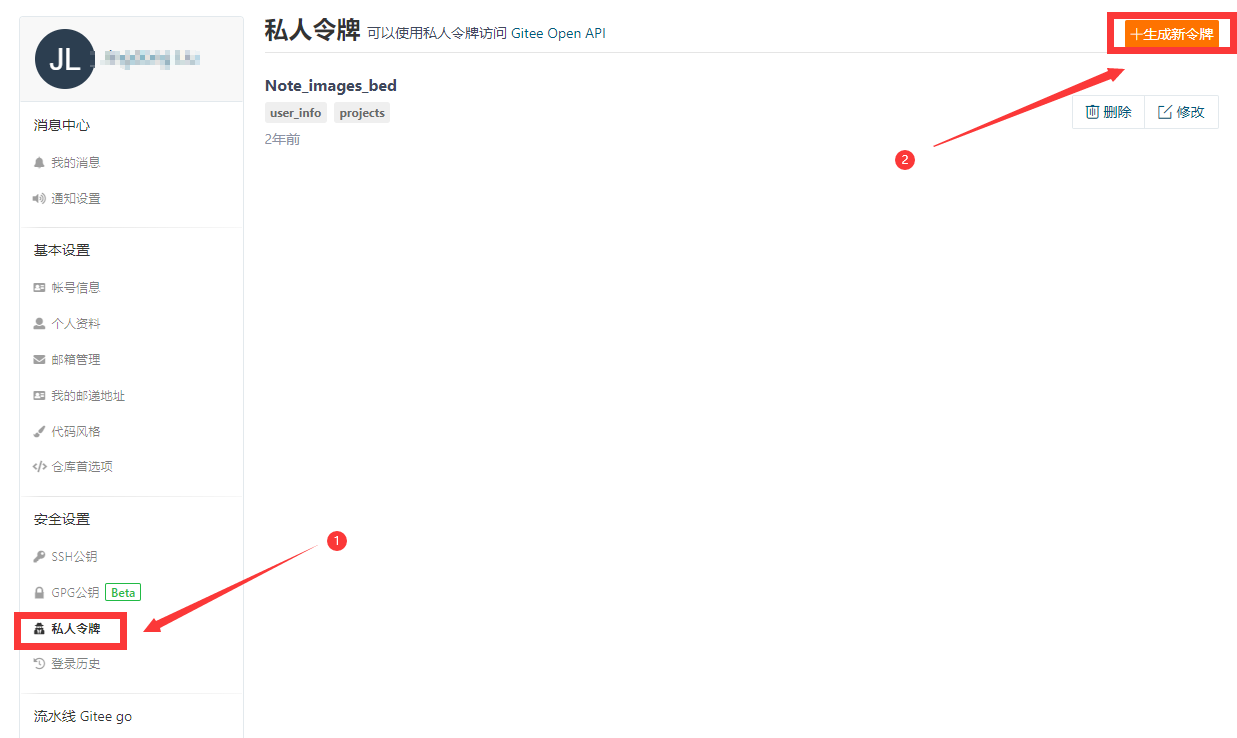 JL
消息中心
我的消息
通知设置
基本设置
帐号信息
个人资料
邮箱管理
我的邮递地址
代码风格
仓库首选项
安全设置
SSH公钥
GPG公钥 Beta
私人令牌
登录历史
流水线 Gitee go
私人令牌 可以使用私人令牌访问 Gitee Open API
+生成新令牌
Note_images_bed
user_info projects
2年前
删除 修改
2
1